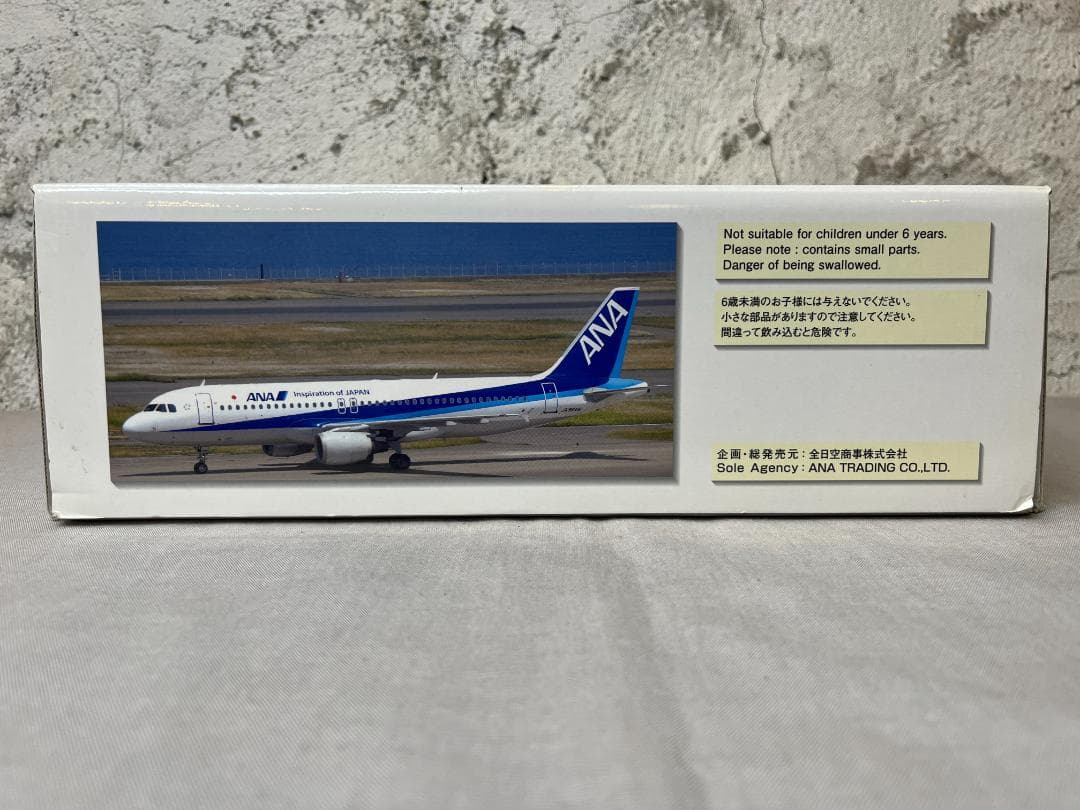 ANA
ANA Inspiration of JAPAN
Not suitable for children under 6 years.
Please note : contains small parts.
Danger of being swallowed.
6歳未満のお子様には与えないでください。
小さな部品がありますので注意してください。
間違って飲み込むと危険です。
企画・総発売元：全日空商事株式会社
Sole Agency : ANA TRADING CO.,LTD.